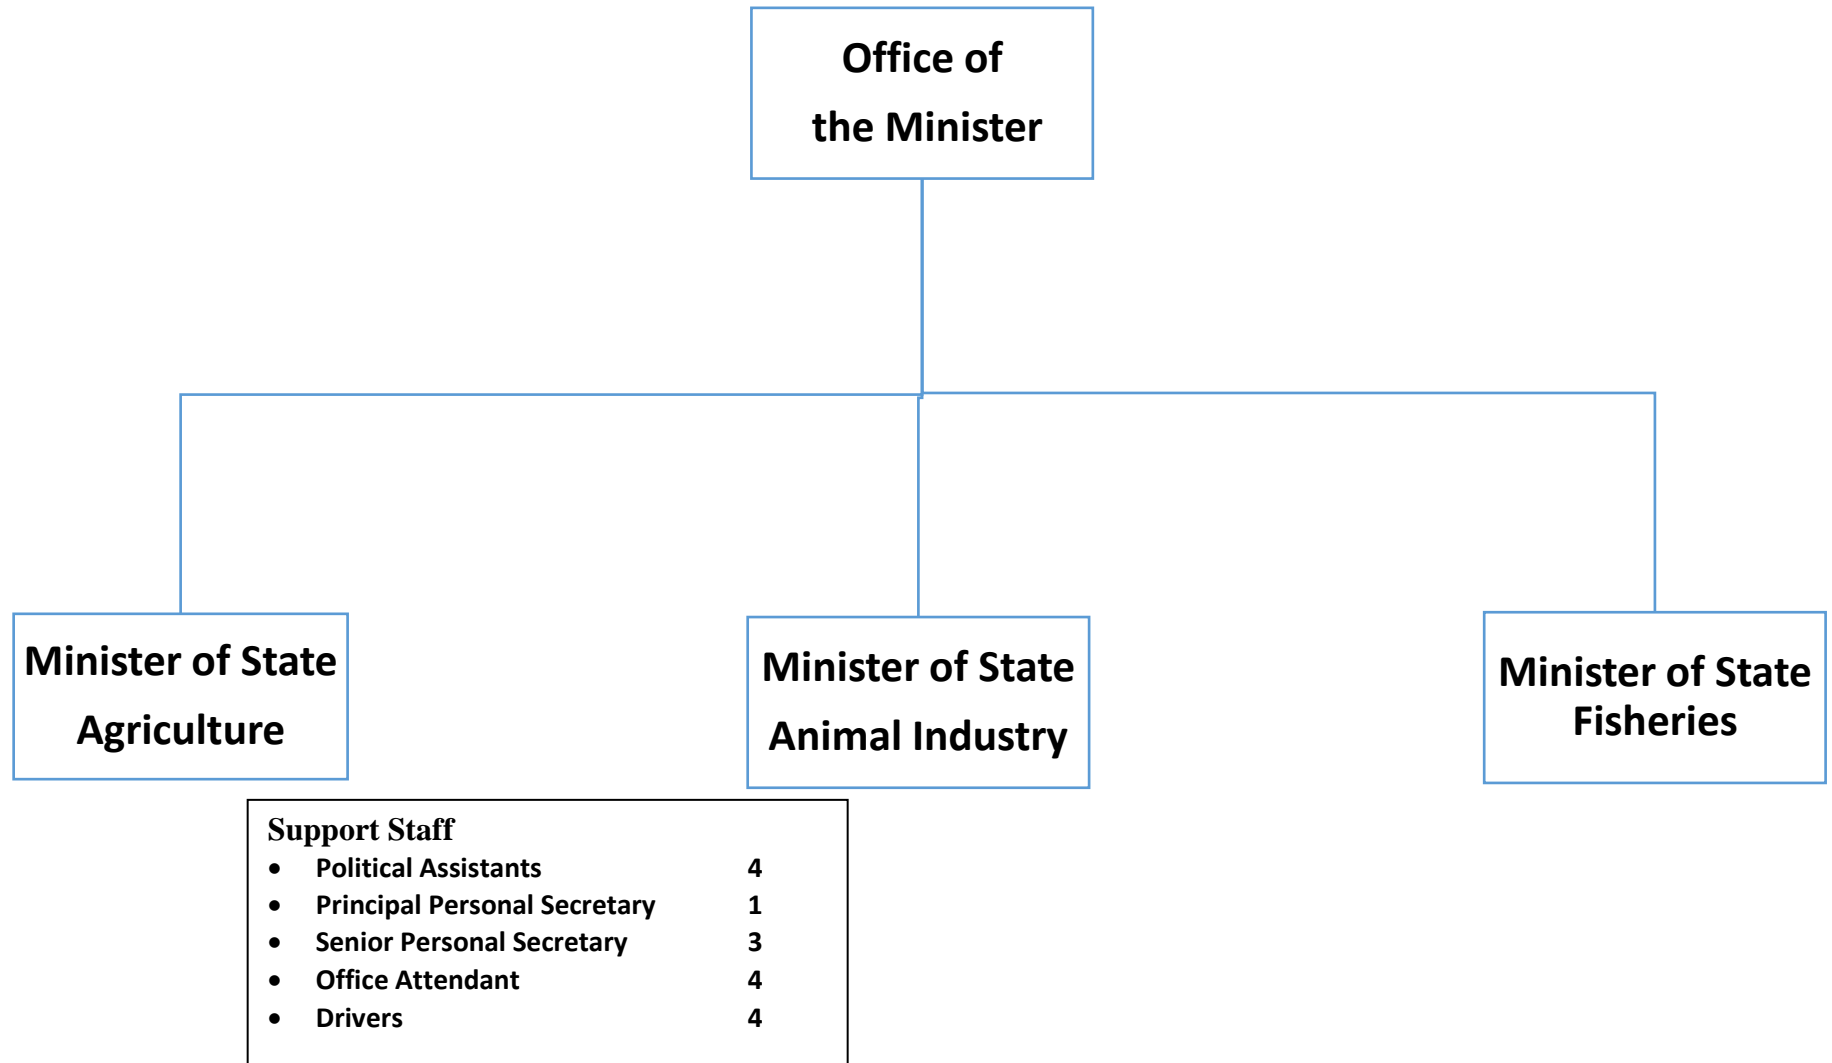 Office of
the Minister
Minister of State
Agriculture
Minister of State
Animal Industry
Minister of State
Fisheries
Support Staff
• Political Assistants 4
• Principal Personal Secretary 1
• Senior Personal Secretary 3
• Office Attendant 4
• Drivers 4